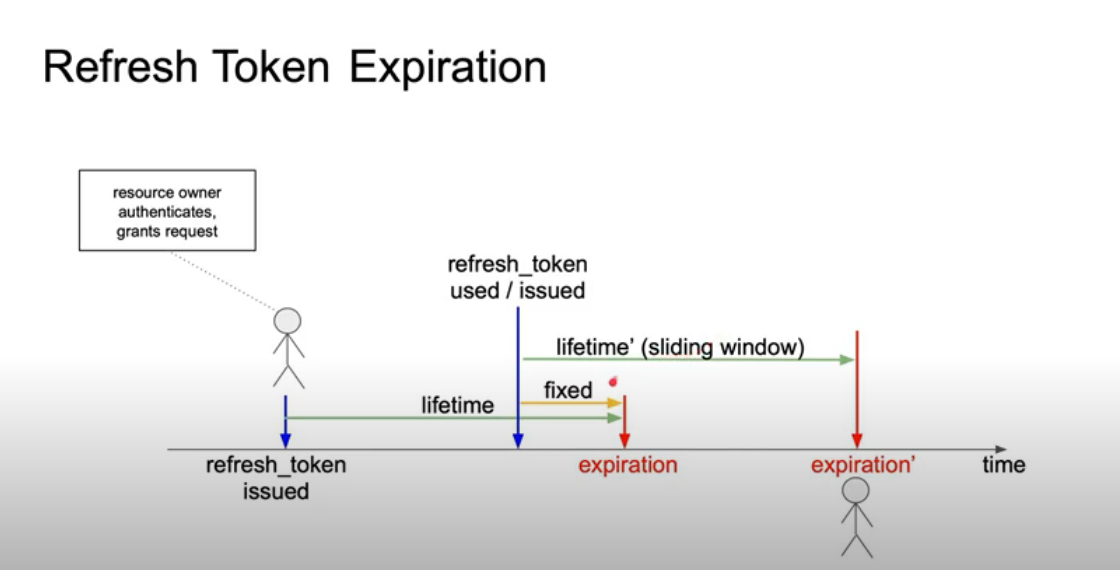 Refresh Token Expiration
resource owner
authenticates,
grants request
refresh_token
used / issued
lifetime’ (sliding window)
fixed
lifetime
refresh_token
issued
expiration
expiration’
time